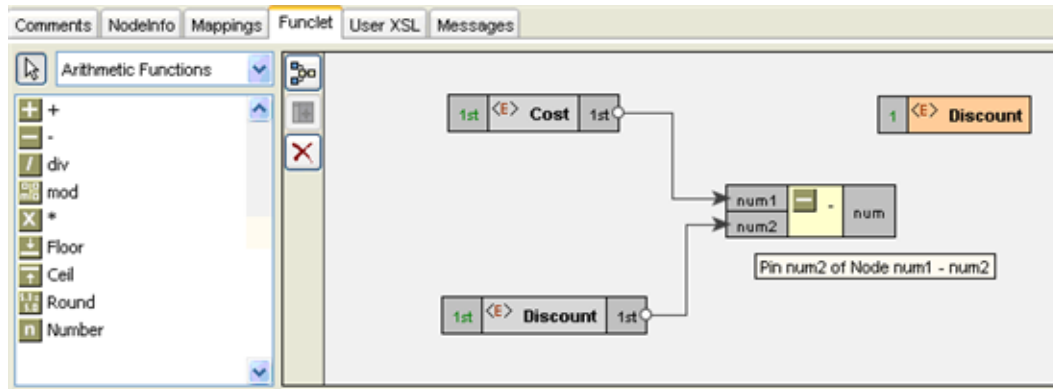 Comments NodeInfo Mappings Funclet User XSL Messages
Arithmetic Functions
+
-
div
mod
*
Floor
Ceil
Round
Number
1st <E> Cost 1st
1 <E> Discount
num1 - num
num2
Pin num2 of Node num1 - num2
1st <E> Discount 1st